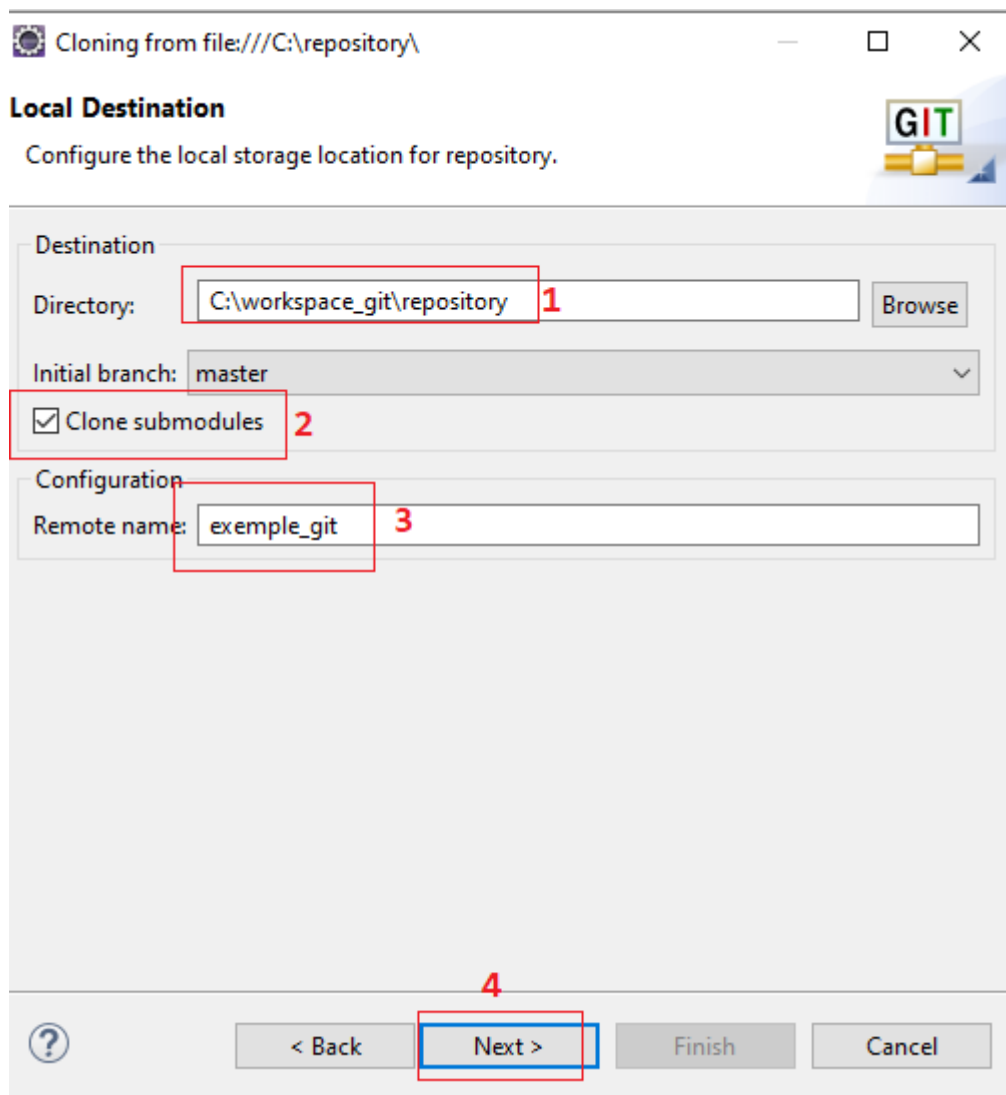 Cloning from file:///C:\repository\
Local Destination
Configure the local storage location for repository.
GIT
Destination
Directory: C:\workspace_git\repository 1 Browse
Initial branch: master
Clone submodules 2
Configuration
Remote name: exemple_git 3
4
? < Back Next > Finish Cancel